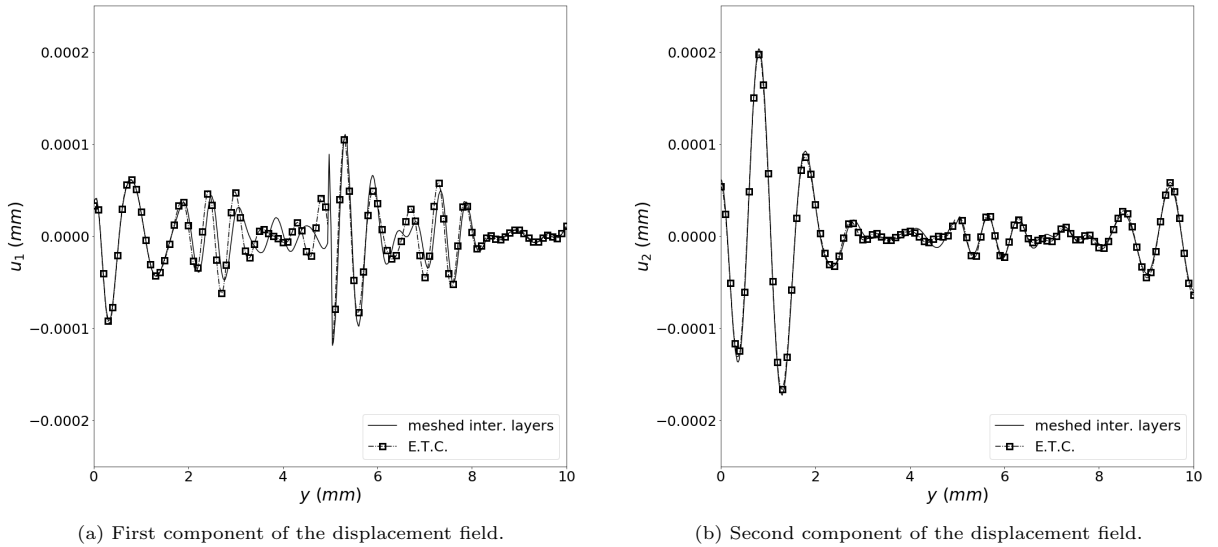 0.0002
0.0001
0.0000
−0.0001
−0.0002
u1 (mm)
0 2 4 6 8 10
y (mm)
meshed inter. layers
E.T.C.
(a) First component of the displacement field.
0.0002
0.0001
0.0000
−0.0001
−0.0002
u2 (mm)
0 2 4 6 8 10
y (mm)
meshed inter. layers
E.T.C.
(b) Second component of the displacement field.